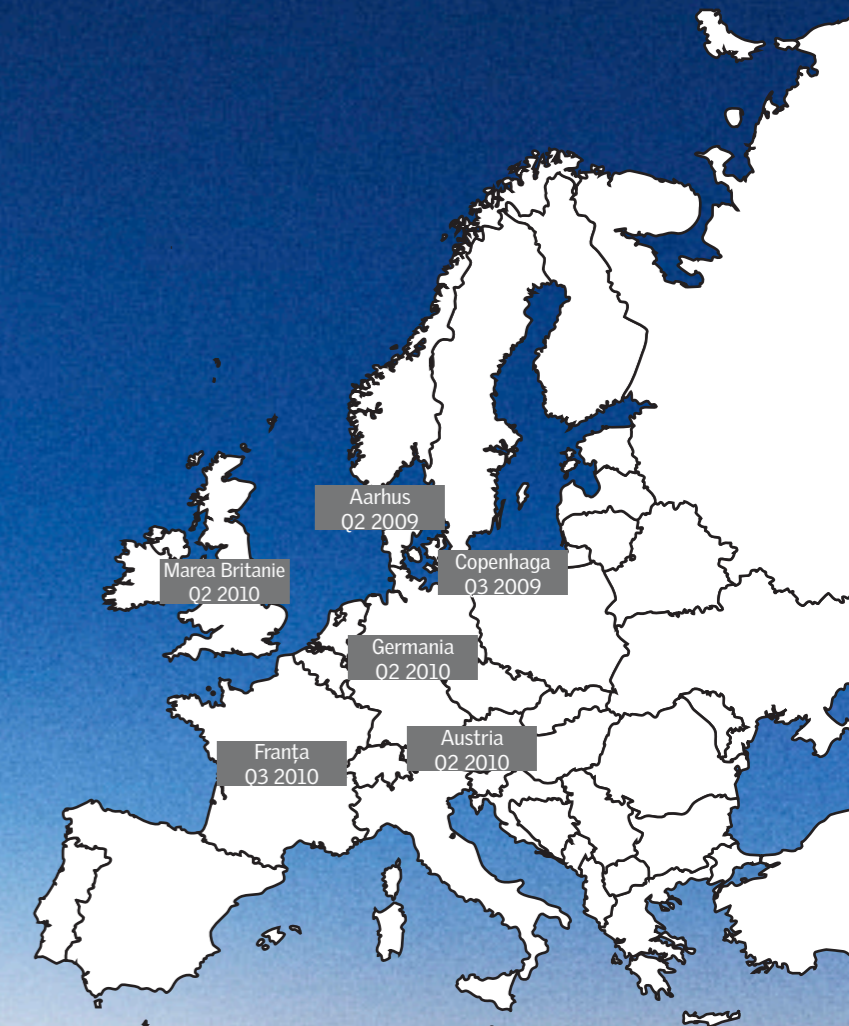 Aarhus
Q2 2009
Marea Britanie
Q2 2010
Copenhaga
Q3 2009
Germania
Q2 2010
Franța
Q3 2010
Austria
Q2 2010